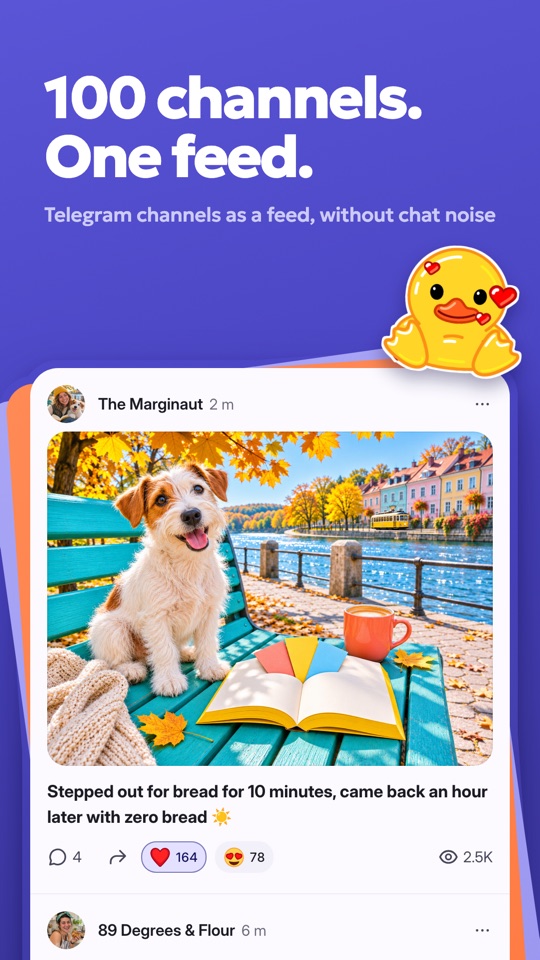 100 channels.
One feed.
Telegram channels as a feed, without chat noise
The Marginaut 2 m
Stepped out for bread for 10 minutes, came back an hour
later with zero bread ☀️
4 ❤️ 164 😍 78 2.5K
89 Degrees & Flour 6 m